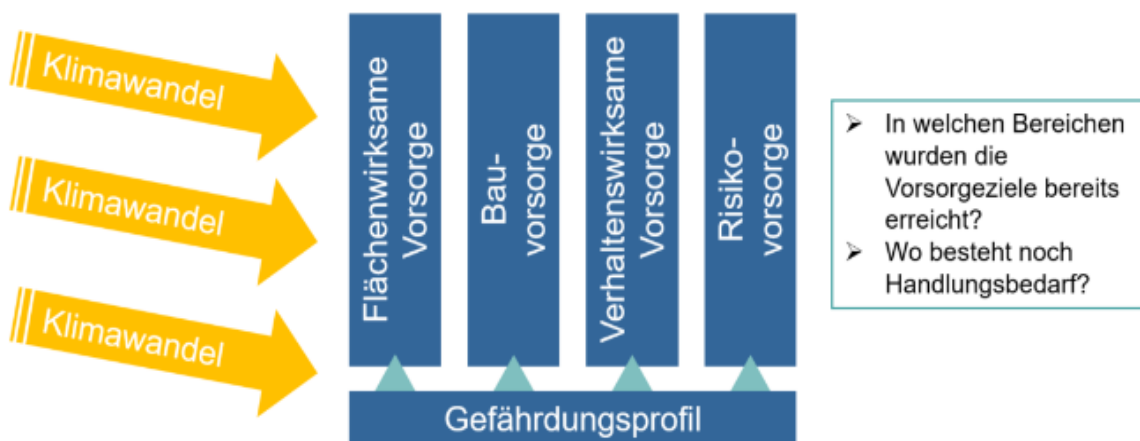 Klimawandel
Klimawandel
Klimawandel
Flächenwirksame
Vorsorge
Bau-
vorsorge
Verhaltenswirksame
Vorsorge
Risiko-
vorsorge
Gefährdungsprofil
➢ In welchen Bereichen
wurden die
Vorsorgeziele bereits
erreicht?
➢ Wo besteht noch
Handlungsbedarf?